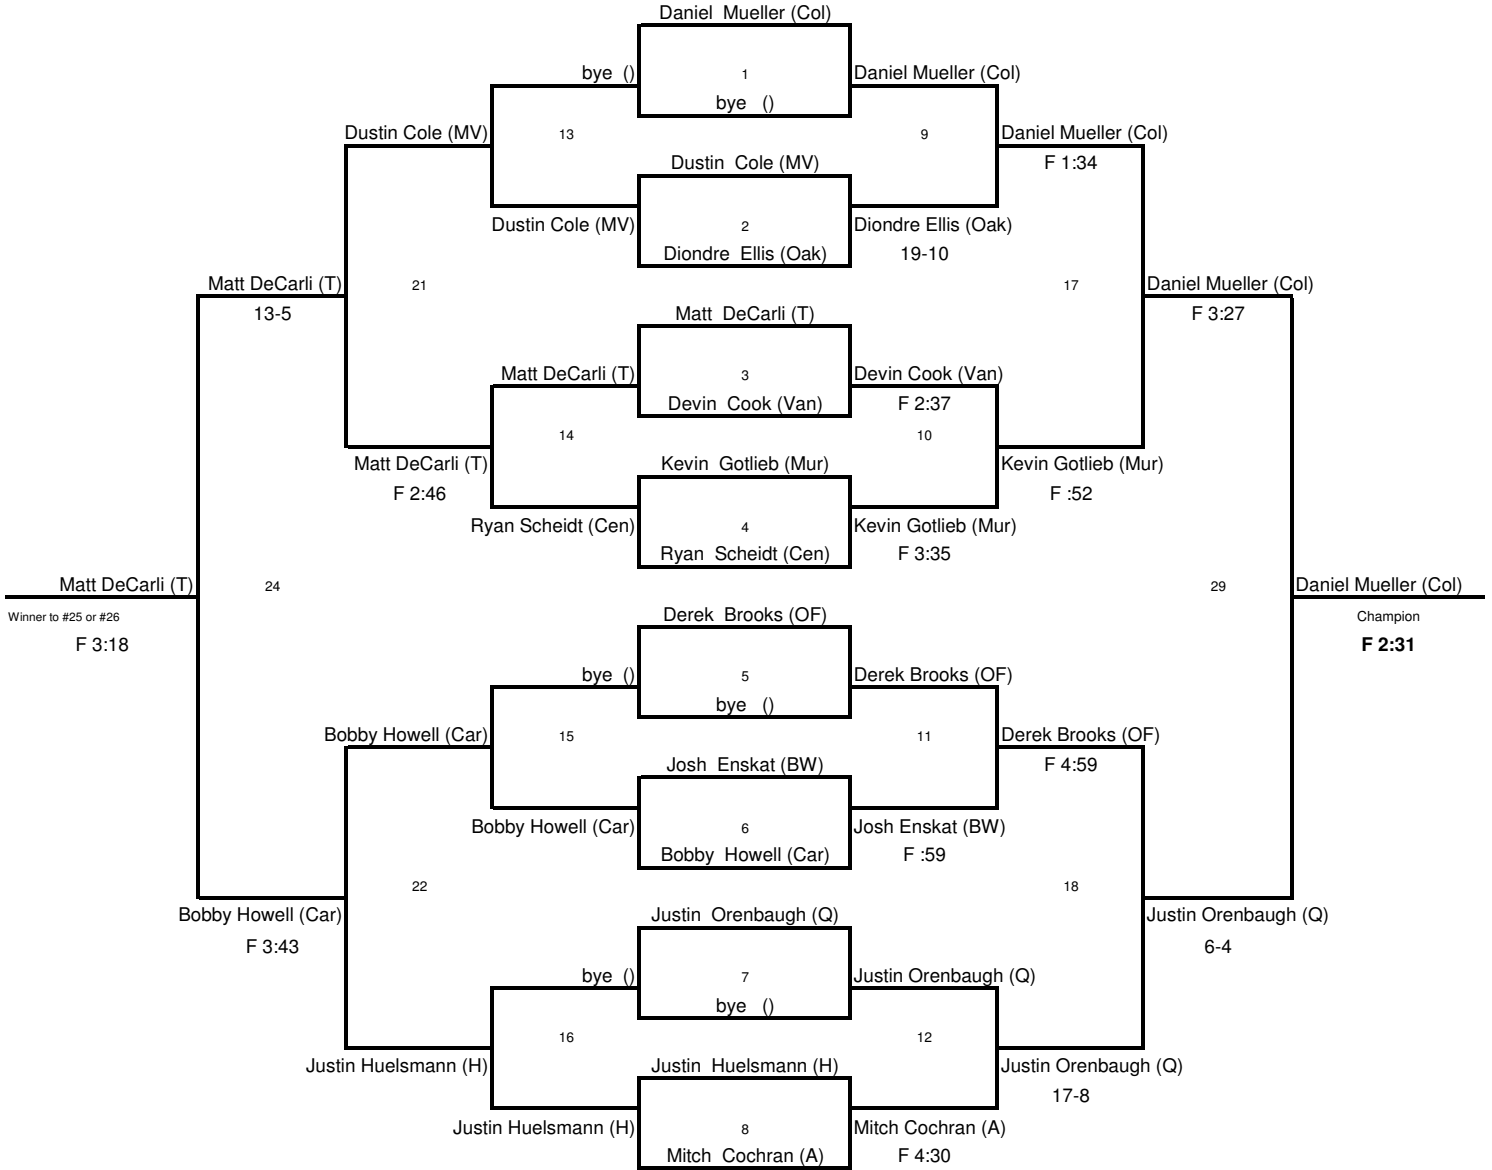 Daniel Mueller (Col)
bye ()
1
Daniel Mueller (Col)
bye ()
Dustin Cole (MV)
13
9
Daniel Mueller (Col)
Dustin Cole (MV)
F 1:34
Dustin Cole (MV)
2
Diondre Ellis (Oak)
Diondre Ellis (Oak)
19-10
Matt DeCarli (T)
21
17
Daniel Mueller (Col)
13-5
Matt DeCarli (T)
F 3:27
Matt DeCarli (T)
3
Devin Cook (Van)
Devin Cook (Van)
F 2:37
14
10
Matt DeCarli (T)
Kevin Gotlieb (Mur)
Kevin Gotlieb (Mur)
F 2:46
F :52
Ryan Scheidt (Cen)
4
Kevin Gotlieb (Mur)
Ryan Scheidt (Cen)
F 3:35
Matt DeCarli (T)
24
29
Daniel Mueller (Col)
Winner to #25 or #26
Derek Brooks (OF)
Champion
F 3:18
F 2:31
bye ()
5
Derek Brooks (OF)
bye ()
Bobby Howell (Car)
15
11
Derek Brooks (OF)
Josh Enskat (BW)
F 4:59
Bobby Howell (Car)
6
Josh Enskat (BW)
Bobby Howell (Car)
F :59
22
18
Bobby Howell (Car)
Justin Orenbaugh (Q)
Justin Orenbaugh (Q)
F 3:43
6-4
bye ()
7
Justin Orenbaugh (Q)
bye ()
16
12
Justin Huelsmann (H)
Justin Huelsmann (H)
Justin Orenbaugh (Q)
17-8
Justin Huelsmann (H)
8
Mitch Cochran (A)
Mitch Cochran (A)
F 4:30